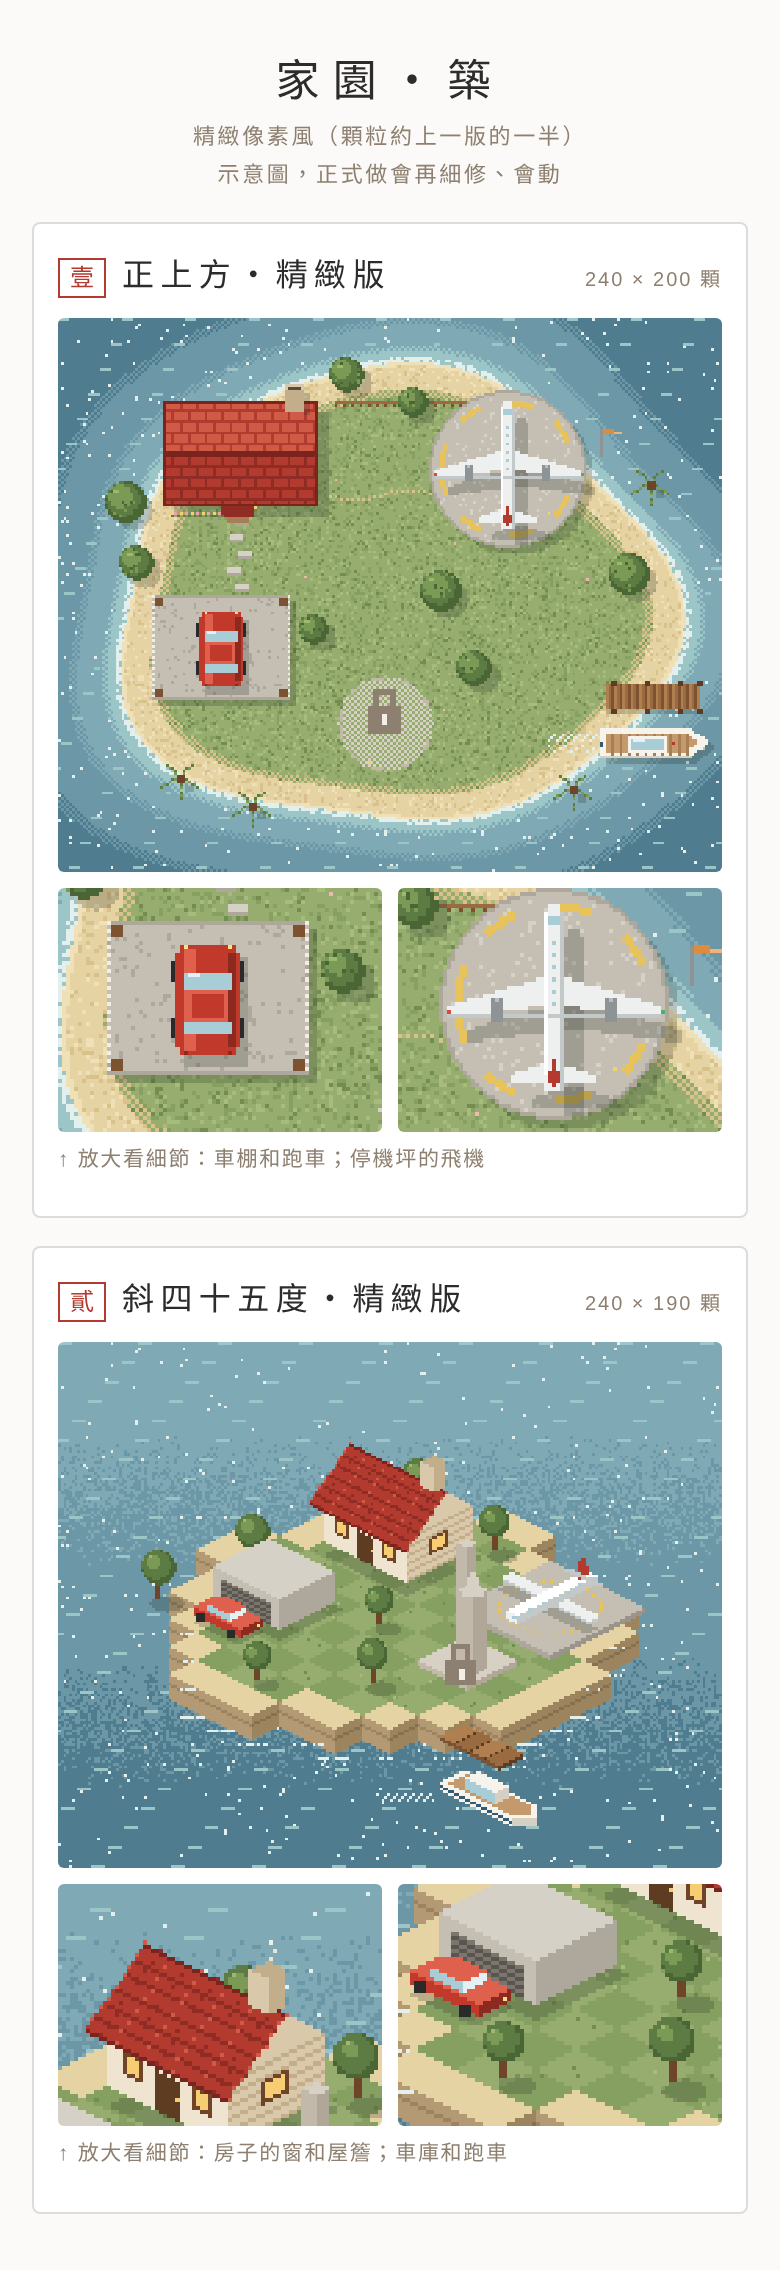 家園・築
精緻像素風（顆粒約上一版的一半）
示意圖，正式做會再細修、會動
壹 正上方・精緻版 240 × 200 顆
↑ 放大看細節：車棚和跑車；停機坪的飛機
貳 斜四十五度・精緻版 240 × 190 顆
↑ 放大看細節：房子的窗和屋簷；車庫和跑車